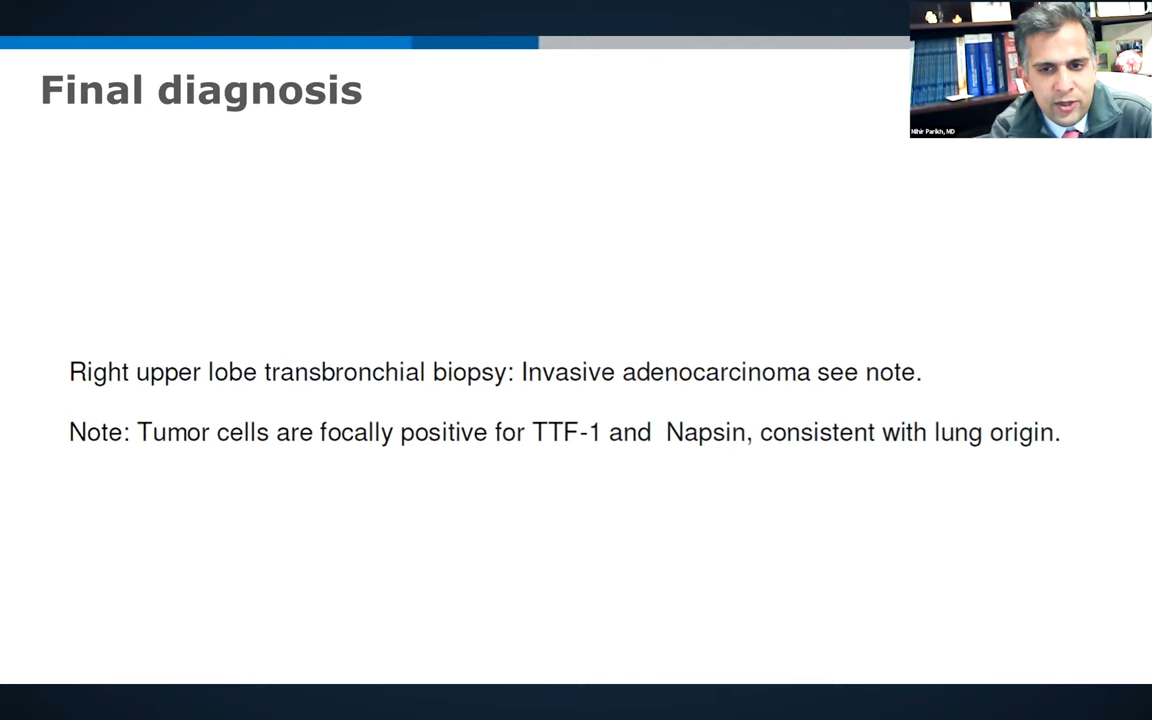 Final diagnosis
Mihir Parikh, MD
Right upper lobe transbronchial biopsy: Invasive adenocarcinoma see note.
Note: Tumor cells are focally positive for TTF-1 and  Napsin, consistent with lung origin.